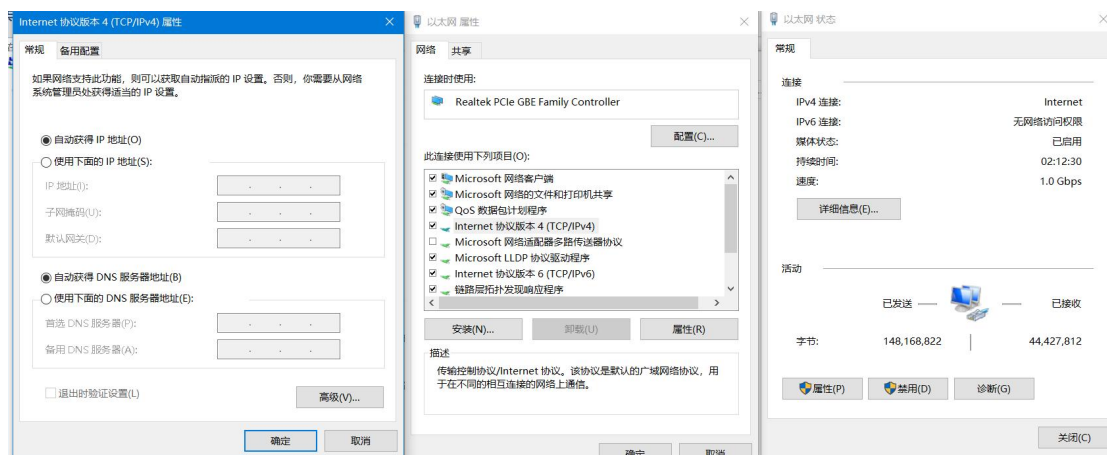 Internet 协议版本 4 (TCP/IPv4) 属性
常规 备用配置
如果网络支持此功能，则可以获取自动指派的 IP 设置。否则，你需要从网络
系统管理员处获得适当的 IP 设置。
自动获得 IP 地址(O)
使用下面的 IP 地址(S):
IP 地址(I):
子网掩码(U):
默认网关(D):
自动获得 DNS 服务器地址(B)
使用下面的 DNS 服务器地址(E):
首选 DNS 服务器(P):
备用 DNS 服务器(A):
退出时验证设置(L)
高级(V)...
确定 取消
以太网 属性
网络 共享
连接时使用:
Realtek PCIe GBE Family Controller
配置(C)...
此连接使用下列项目(O):
Microsoft 网络客户端
Microsoft 网络的文件和打印机共享
QoS 数据包计划程序
Internet 协议版本 4 (TCP/IPv4)
Microsoft 网络适配器多路传送器协议
Microsoft LLDP 协议驱动程序
Internet 协议版本 6 (TCP/IPv6)
链路层拓扑发现响应程序
安装(N)... 卸载(U) 属性(R)
描述
传输控制协议/Internet 协议。该协议是默认的广域网络协议，用
于在不同的相互连接的网络上通信。
确定 取消
以太网 状态
常规
连接
IPv4 连接: Internet
IPv6 连接: 无网络访问权限
媒体状态: 已启用
持续时间: 02:12:30
速度: 1.0 Gbps
详细信息(E)...
活动
已发送 — — 已接收
字节: 148,168,822 44,427,812
属性(P) 禁用(D) 诊断(G)
关闭(C)